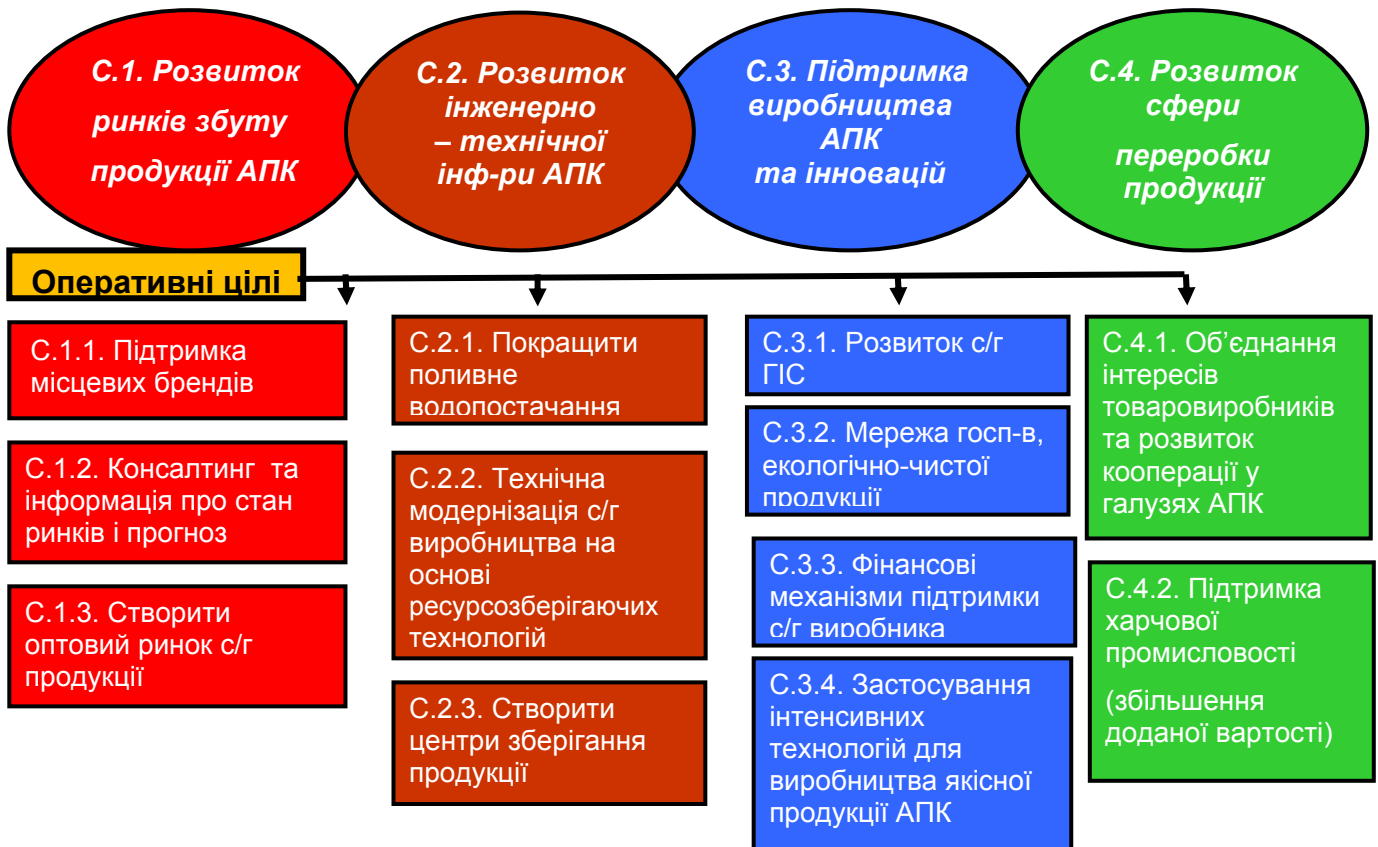 С.1. Розвиток
ринків збуту
продукції АПК
С.2. Розвиток
інженерно
– технічної
інф-ри АПК
С.3. Підтримка
виробництва
АПК
та інновацій
С.4. Розвиток
сфери
переробки
продукції
Оперативні цілі
С.1.1. Підтримка
місцевих брендів
С.1.2. Консалтинг та
інформація про стан
ринків і прогноз
С.1.3. Створити
оптовий ринок с/г
продукції
С.2.1. Покращити
поливне
водопостачання
С.2.2. Технічна
модернізація с/г
виробництва на
основі
ресурсозберігаючих
технологій
С.2.3. Створити
центри зберігання
продукції
С.3.1. Розвиток с/г
ГІС
С.3.2. Мережа госп-в,
екологічно-чистої
продукції
С.3.3. Фінансові
механізми підтримки
с/г виробника
С.3.4. Застосування
інтенсивних
технологій для
виробництва якісної
продукції АПК
С.4.1. Об’єднання
інтересів
товаровиробників
та розвиток
кооперації у
галузях АПК
С.4.2. Підтримка
харчової
промисловості
(збільшення
доданої вартості)